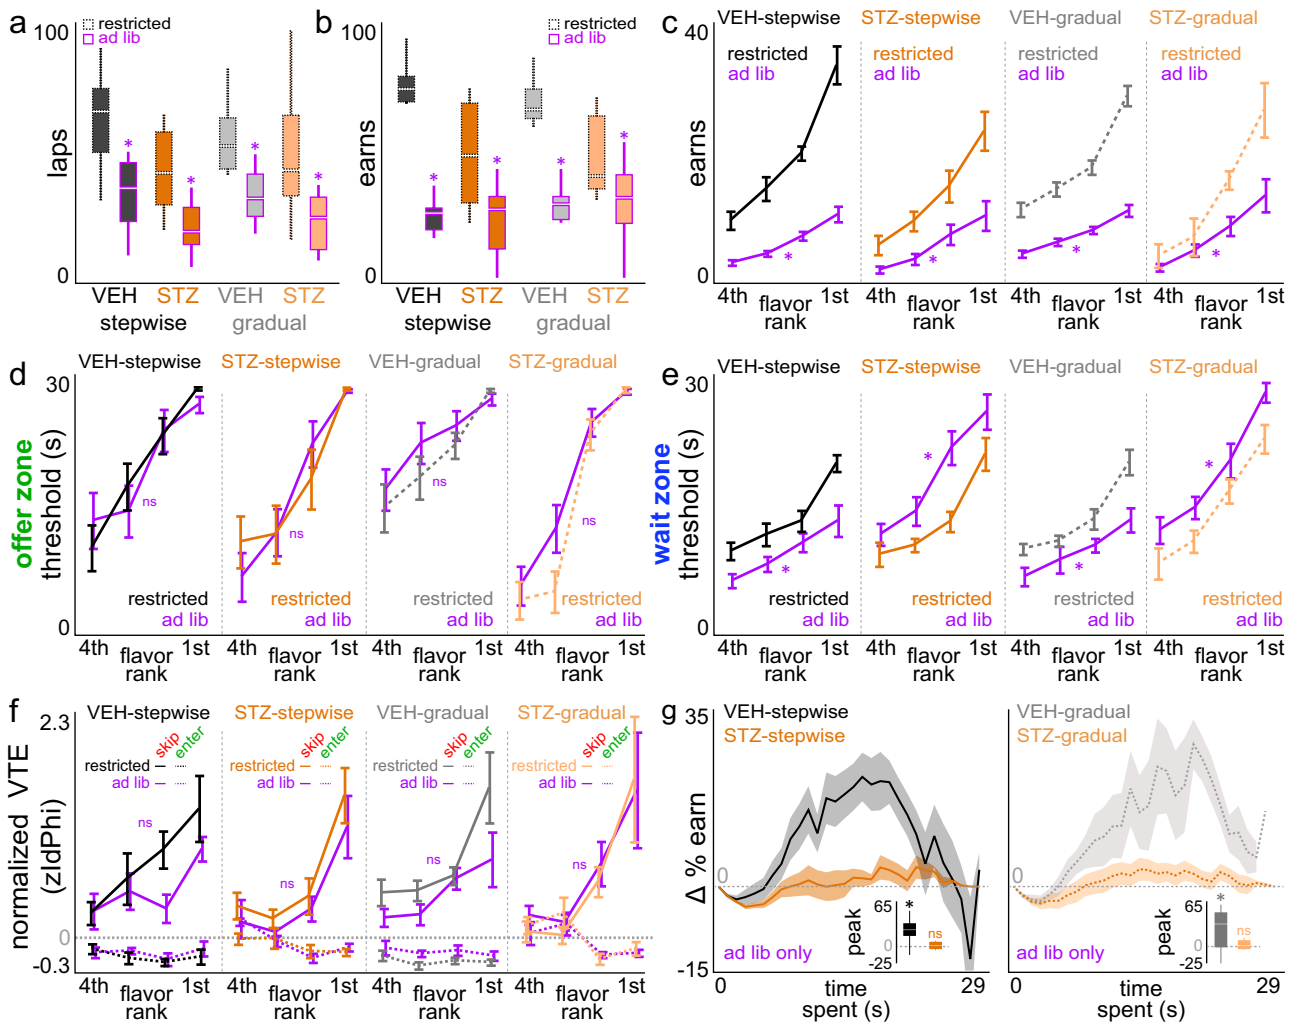 a
100
restricted
ad lib
laps
*
*
*
*
0
VEH STZ VEH STZ
stepwise gradual
b
100
restricted
ad lib
earns
*
*
*
*
0
VEH STZ VEH STZ
stepwise gradual
c
VEH-stepwise STZ-stepwise VEH-gradual STZ-gradual
40
restricted restricted restricted restricted
ad lib ad lib ad lib ad lib
earns
* * * *
0
4th 1st 4th 1st 4th 1st 4th 1st
flavor flavor flavor flavor
rank rank rank rank
d
VEH-stepwise STZ-stepwise VEH-gradual STZ-gradual
30
offer zone
threshold (s)
ns ns ns ns
restricted restricted restricted restricted
ad lib ad lib ad lib ad lib
0
4th 1st 4th 1st 4th 1st 4th 1st
flavor flavor flavor flavor
rank rank rank rank
e
VEH-stepwise STZ-stepwise VEH-gradual STZ-gradual
30
wait zone
threshold (s)
* * * *
restricted restricted restricted restricted
ad lib ad lib ad lib ad lib
0
4th 1st 4th 1st 4th 1st 4th 1st
flavor flavor flavor flavor
rank rank rank rank
f
VEH-stepwise STZ-stepwise VEH-gradual STZ-gradual
2.3
skip enter skip enter skip enter skip enter
restricted restricted restricted restricted
ad lib ad lib ad lib ad lib
normalized VTE
(zIdPhi)
ns ns ns ns
0
-0.3
4th 1st 4th 1st 4th 1st 4th 1st
flavor flavor flavor flavor
rank rank rank rank
g
35
VEH-stepwise
STZ-stepwise
Δ % earn
0
65
peak
0
-25
*
ns
ad lib only
-15
0 time 29
spent (s)
VEH-gradual
STZ-gradual
0
65
peak
0
-25
*
ns
ad lib only
0 time 29
spent (s)